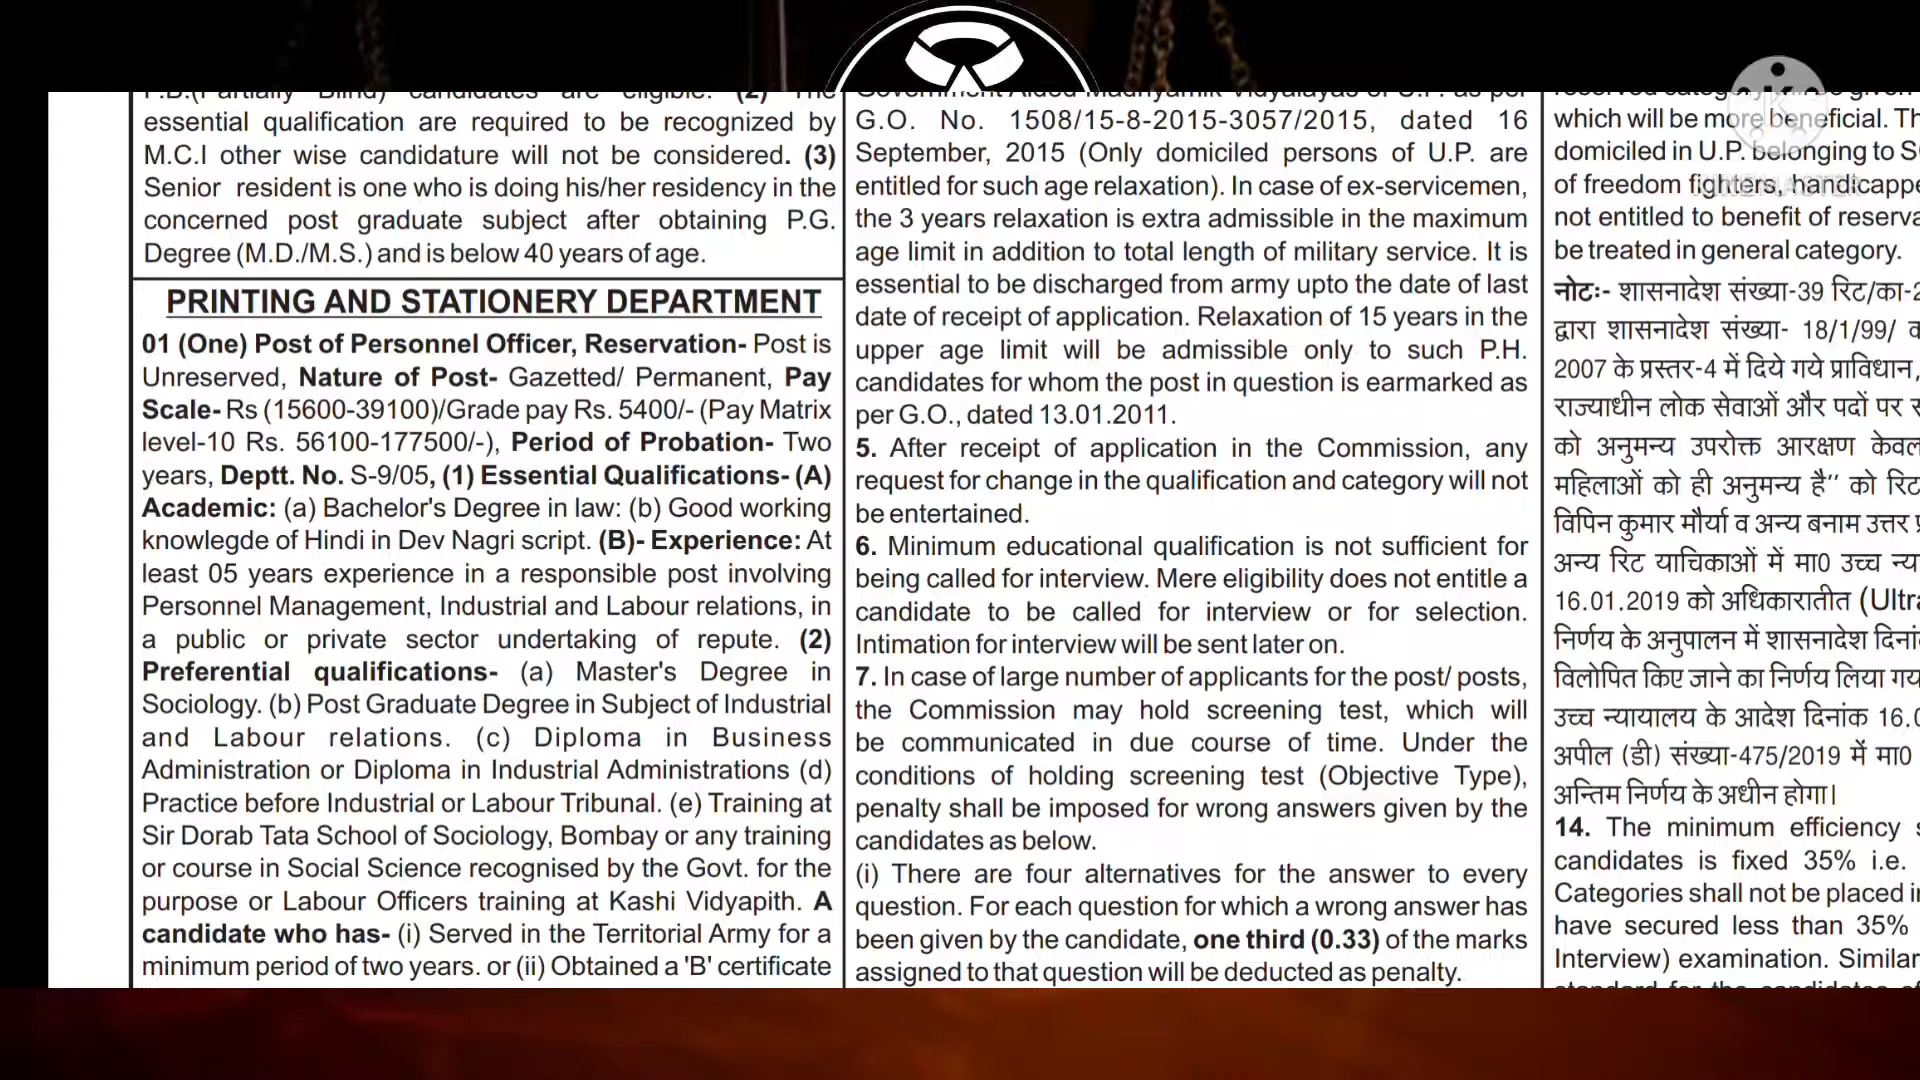 P.B.(Partially Blind) candidates are eligible. (2) The
essential qualification are required to be recognized by
M.C.I other wise candidature will not be considered. (3)
Senior resident is one who is doing his/her residency in the
concerned post graduate subject after obtaining P.G.
Degree (M.D./M.S.) and is below 40 years of age.
PRINTING AND STATIONERY DEPARTMENT
01 (One) Post of Personnel Officer, Reservation- Post is
Unreserved, Nature of Post- Gazetted/ Permanent, Pay
Scale- Rs (15600-39100)/Grade pay Rs. 5400/- (Pay Matrix
level-10 Rs. 56100-177500/-), Period of Probation- Two
years, Deptt. No. S-9/05, (1) Essential Qualifications- (A)
Academic: (a) Bachelor's Degree in law: (b) Good working
knowlegde of Hindi in Dev Nagri script. (B)- Experience: At
least 05 years experience in a responsible post involving
Personnel Management, Industrial and Labour relations, in
a public or private sector undertaking of repute. (2)
Preferential qualifications- (a) Master's Degree in
Sociology. (b) Post Graduate Degree in Subject of Industrial
and Labour relations. (c) Diploma in Business
Administration or Diploma in Industrial Administrations (d)
Practice before Industrial or Labour Tribunal. (e) Training at
Sir Dorab Tata School of Sociology, Bombay or any training
or course in Social Science recognised by the Govt. for the
purpose or Labour Officers training at Kashi Vidyapith. A
candidate who has- (i) Served in the Territorial Army for a
minimum period of two years. or (ii) Obtained a 'B' certificate
Government Aided Madhyamik Vidyalayas of U.P. as per
G.O. No. 1508/15-8-2015-3057/2015, dated 16
September, 2015 (Only domiciled persons of U.P. are
entitled for such age relaxation). In case of ex-servicemen,
the 3 years relaxation is extra admissible in the maximum
age limit in addition to total length of military service. It is
essential to be discharged from army upto the date of last
date of receipt of application. Relaxation of 15 years in the
upper age limit will be admissible only to such P.H.
candidates for whom the post in question is earmarked as
per G.O., dated 13.01.2011.
5. After receipt of application in the Commission, any
request for change in the qualification and category will not
be entertained.
6. Minimum educational qualification is not sufficient for
being called for interview. Mere eligibility does not entitle a
candidate to be called for interview or for selection.
Intimation for interview will be sent later on.
7. In case of large number of applicants for the post/ posts,
the Commission may hold screening test, which will
be communicated in due course of time. Under the
conditions of holding screening test (Objective Type),
penalty shall be imposed for wrong answers given by the
candidates as below.
(i) There are four alternatives for the answer to every
question. For each question for which a wrong answer has
been given by the candidate, one third (0.33) of the marks
assigned to that question will be deducted as penalty.
which will be more beneficial. Th
domiciled in U.P. belonging to S
of freedom fighters, handicappe
not entitled to benefit of reserva
be treated in general category.
नोटः- शासनादेश संख्या-39 रिट/का-2
द्वारा शासनादेश संख्या- 18/1/99/ क
2007 के प्रस्तर-4 में दिये गये प्राविधान,
राज्याधीन लोक सेवाओं और पदों पर स
को अनुमन्य उपरोक्त आरक्षण केवल
महिलाओं को ही अनुमन्य है" को रिट
विपिन कुमार मौर्या व अन्य बनाम उत्तर प्र
अन्य रिट याचिकाओं में मा0 उच्च न्य
16.01.2019 को अधिकारातीत (Ultra
निर्णय के अनुपालन में शासनादेश दिनां
विलोपित किए जाने का निर्णय लिया गय
उच्च न्यायालय के आदेश दिनांक 16.0
अपील (डी) संख्या-475/2019 में मा0
अन्तिम निर्णय के अधीन होगा।
14. The minimum efficiency s
candidates is fixed 35% i.e.
Categories shall not be placed in
have secured less than 35%
Interview) examination. Similar
standard for the candidates of
K
KINEMASTER